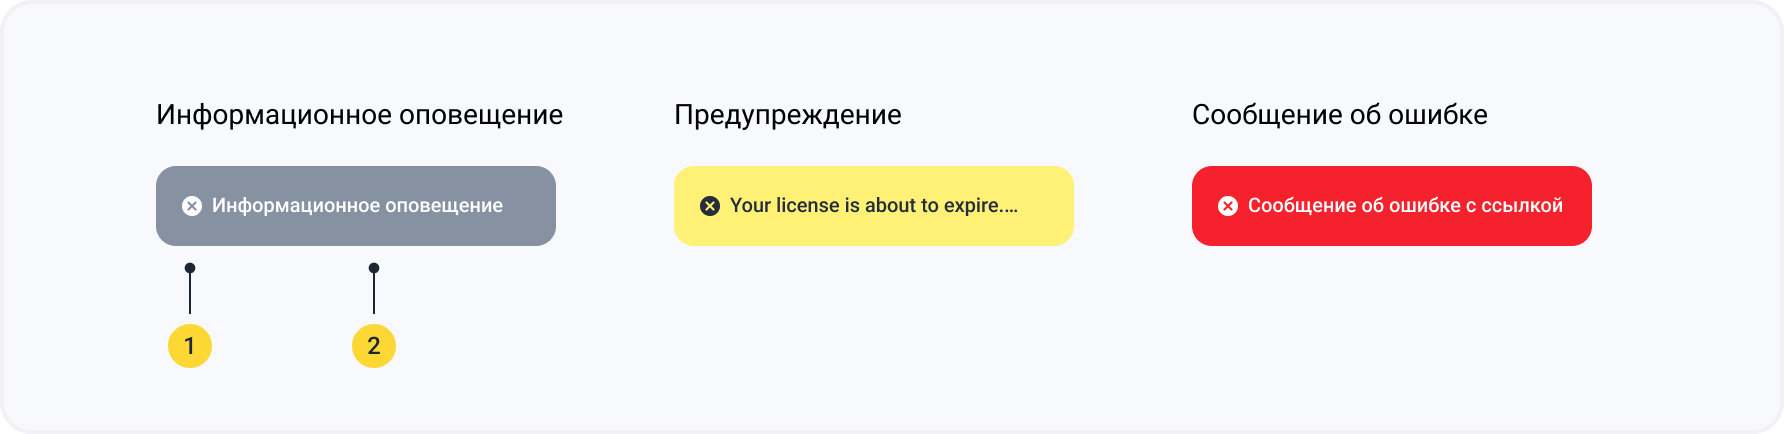 Информационное оповещение
Предупреждение
Сообщение об ошибке
Информационное оповещение
Your license is about to expire....
Сообщение об ошибке с ссылкой
1
2